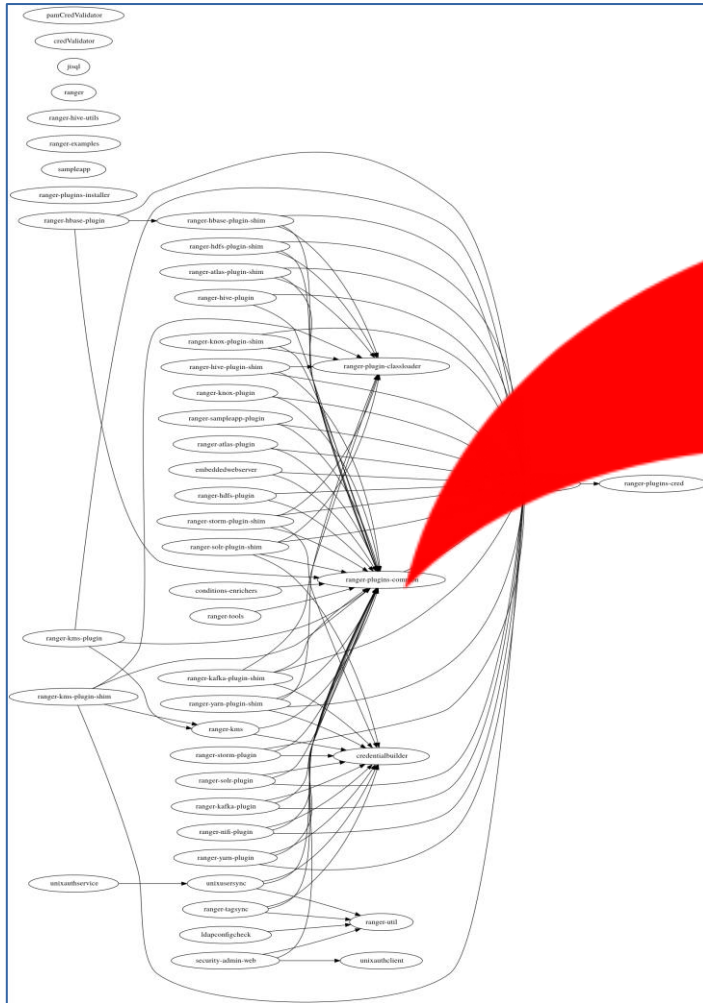 pamCredValidator
credValidator
jisql
ranger
ranger-hive-utils
ranger-examples
sampleapp
ranger-plugins-installer
ranger-hbase-plugin
ranger-hbase-plugin-shim
ranger-hdfs-plugin-shim
ranger-atlas-plugin-shim
ranger-hive-plugin
ranger-knox-plugin-shim
ranger-hive-plugin-shim
ranger-plugin-classloader
ranger-knox-plugin
ranger-sampleapp-plugin
ranger-atlas-plugin
embeddedwebserver
ranger-plugins-cred
ranger-hdfs-plugin
ranger-storm-plugin-shim
ranger-solr-plugin-shim
conditions-enrichers
ranger-tools
ranger-kms-plugin
ranger-kafka-plugin-shim
ranger-kms-plugin-shim
ranger-yarn-plugin-shim
ranger-kms
ranger-storm-plugin
credentialbuilder
ranger-solr-plugin
ranger-kafka-plugin
ranger-nifi-plugin
ranger-yarn-plugin
unixauthservice
unixusersync
ranger-tagsync
ranger-util
ldapconfigcheck
security-admin-web
unixauthclient